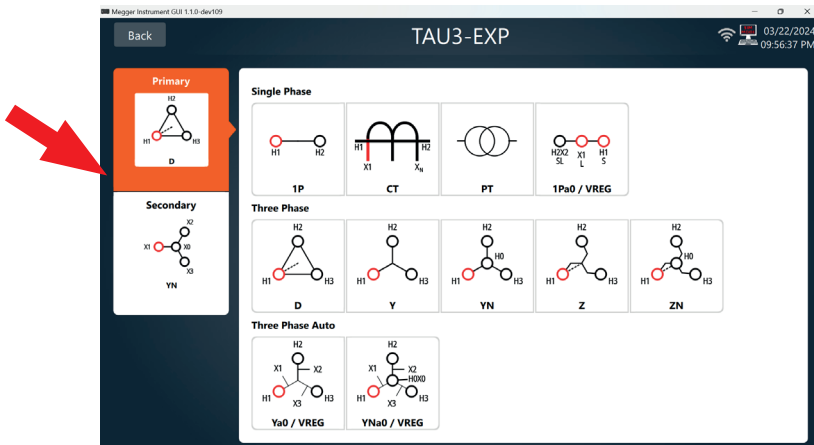 Megger Instrument GUI 1.1.0-dev109
Back
TAU3-EXP
03/22/2024
09:56:37 PM
Primary
H2
H1
H3
D
Secondary
X2
X1
X0
X3
YN
Single Phase
H1
H2
1P
H1
H2
X1
XN
CT
PT
H2X2
SL
X1
L
H1
S
1Pa0 / VREG
Three Phase
H2
H1
H3
D
H2
H1
H3
Y
H2
H0
H1
H3
YN
H2
H1
H3
Z
H2
H0
H1
H3
ZN
Three Phase Auto
H2
X1
X2
H1
H3
X3
Ya0 / VREG
H2
X1
X2
H0X0
H1
H3
X3
YNa0 / VREG